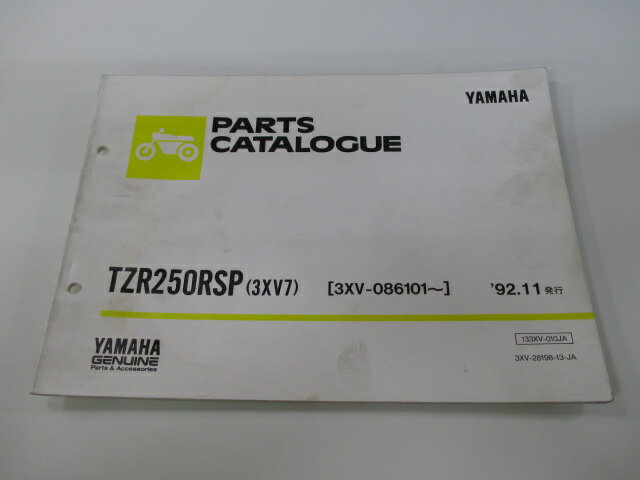 YAMAHA
PARTS
CATALOGUE
TZR250RSP (3XV7) [3XV-086101～] '92.11 発行
YAMAHA
GENUINE
Parts & Accessories
133XV-010JA
3XV-28198-13-JA